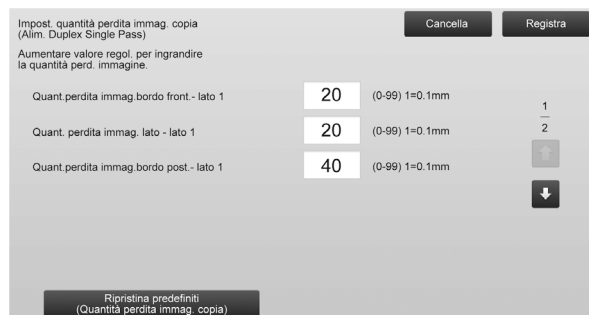 Impost. quantità perdita immag. copia
(Alim. Duplex Single Pass)
Cancella
Registra
Aumentare valore regol. per ingrandire
la quantità perd. immagine.
Quant.perdita immag.bordo front.- lato 1
20
(0-99) 1=0.1mm
Quant. perdita immag. lato - lato 1
20
(0-99) 1=0.1mm
Quant.perdita immag.bordo post.- lato 1
40
(0-99) 1=0.1mm
1
2
Ripristina predefiniti
(Quantità perdita immag. copia)